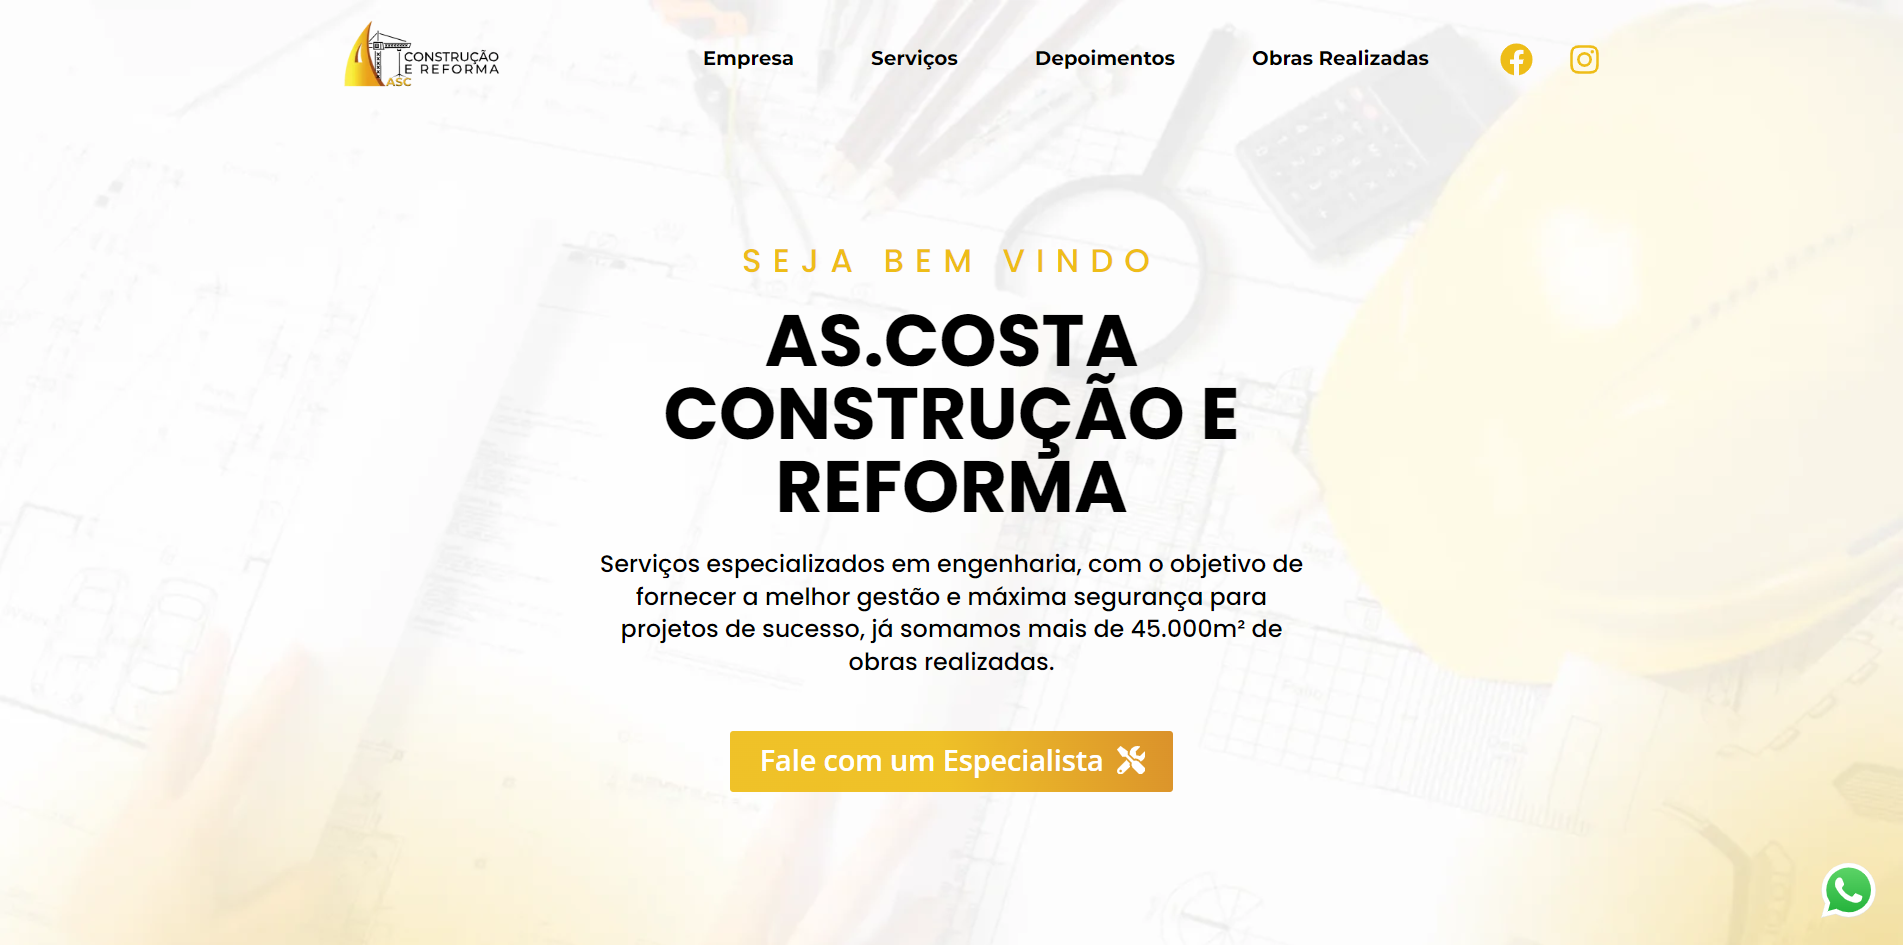 CONSTRUÇÃO
E REFORMA
ASC
Empresa
Serviços
Depoimentos
Obras Realizadas
SEJA BEM VINDO
AS.COSTA
CONSTRUÇÃO E
REFORMA
Serviços especializados em engenharia, com o objetivo de
fornecer a melhor gestão e máxima segurança para
projetos de sucesso, já somamos mais de 45.000m² de
obras realizadas.
Fale com um Especialista